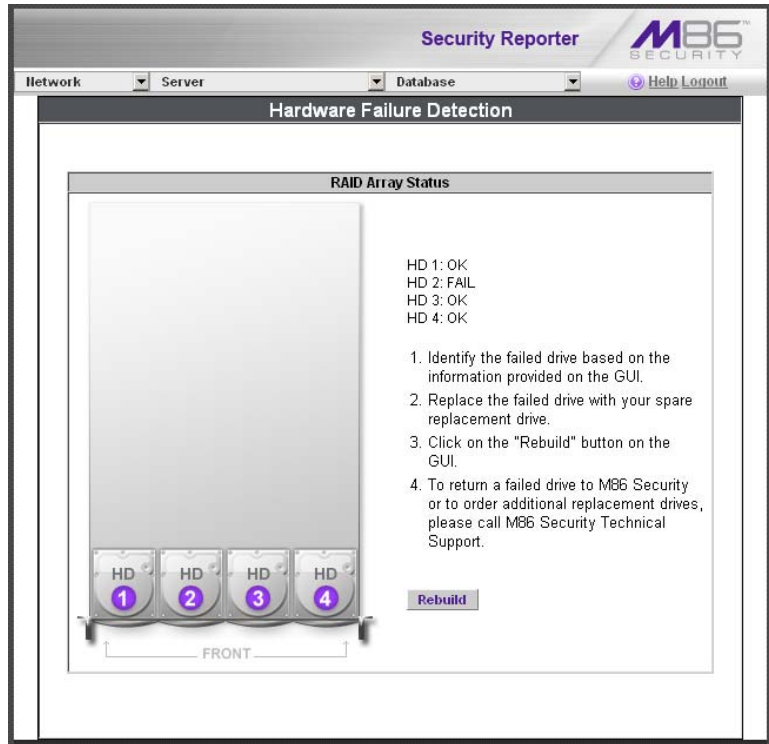 Security Reporter
M86
SECURITY
™
Network Server Database Help Logout
Hardware Failure Detection
RAID Array Status
HD 1: OK
HD 2: FAIL
HD 3: OK
HD 4: OK
1. Identify the failed drive based on the
information provided on the GUI.
2. Replace the failed drive with your spare
replacement drive.
3. Click on the "Rebuild" button on the
GUI.
4. To return a failed drive to M86 Security
or to order additional replacement drives,
please call M86 Security Technical
Support.
Rebuild
HD HD HD HD
1 2 3 4
FRONT